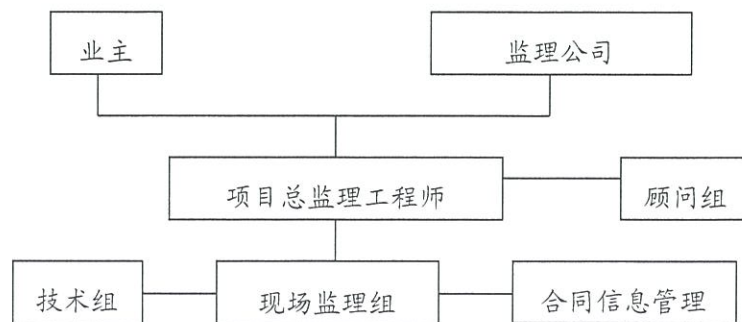 业主
监理公司
项目总监理工程师
顾问组
技术组
现场监理组
合同信息管理